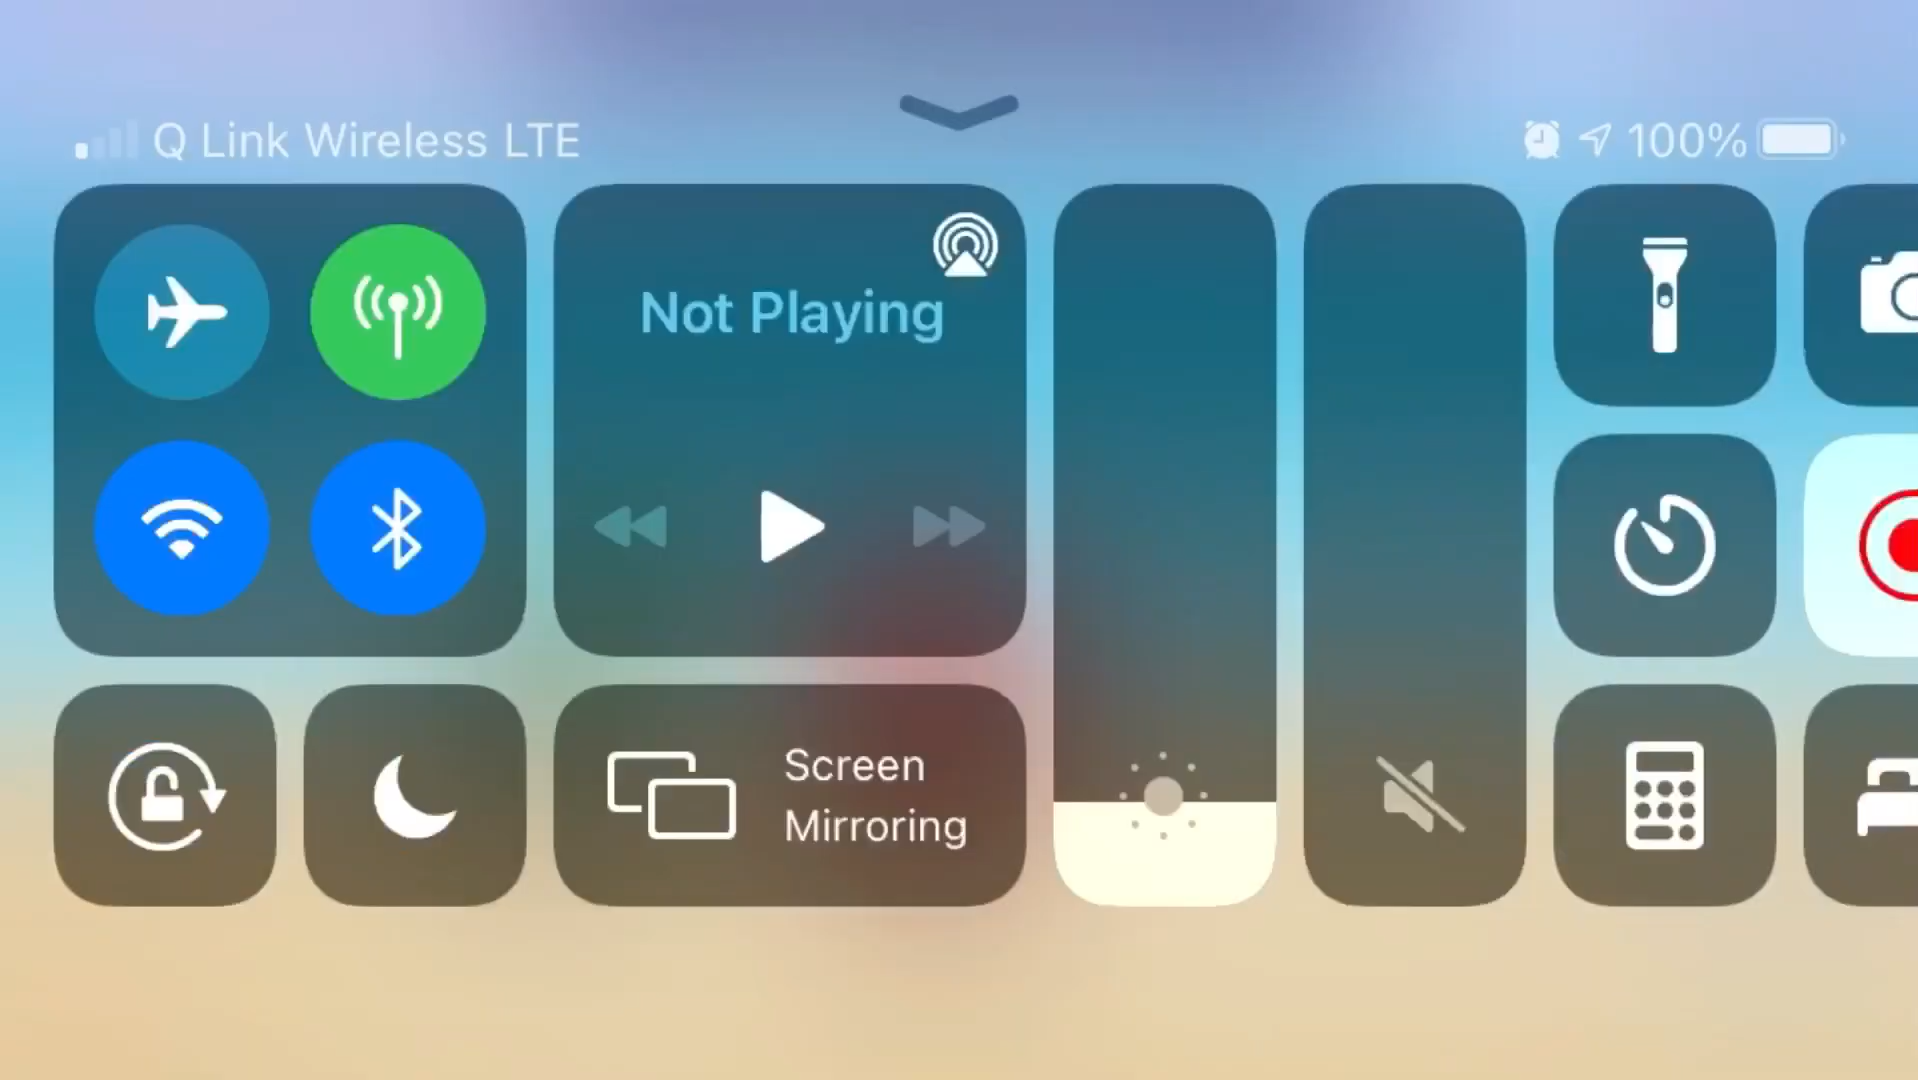 Q Link Wireless LTE
100%
Not Playing
Screen
Mirroring